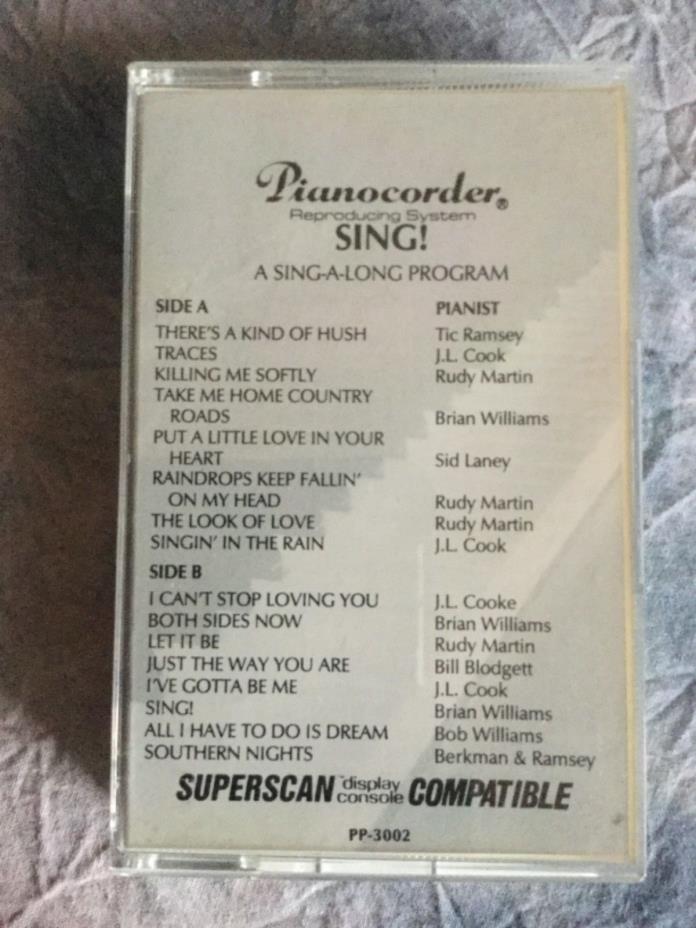 Pianocorder®
Reproducing System
SING!
A SING-A-LONG PROGRAM
SIDE A PIANIST
THERE'S A KIND OF HUSH Tic Ramsey
TRACES J.L. Cook
KILLING ME SOFTLY Rudy Martin
TAKE ME HOME COUNTRY
ROADS Brian Williams
PUT A LITTLE LOVE IN YOUR
HEART Sid Laney
RAINDROPS KEEP FALLIN'
ON MY HEAD Rudy Martin
THE LOOK OF LOVE Rudy Martin
SINGIN' IN THE RAIN J.L. Cook
SIDE B
I CAN'T STOP LOVING YOU J.L. Cooke
BOTH SIDES NOW Brian Williams
LET IT BE Rudy Martin
JUST THE WAY YOU ARE Bill Blodgett
I'VE GOTTA BE ME J.L. Cook
SING! Brian Williams
ALL I HAVE TO DO IS DREAM Bob Williams
SOUTHERN NIGHTS Berkman & Ramsey
SUPERSCAN display console COMPATIBLE
PP-3002